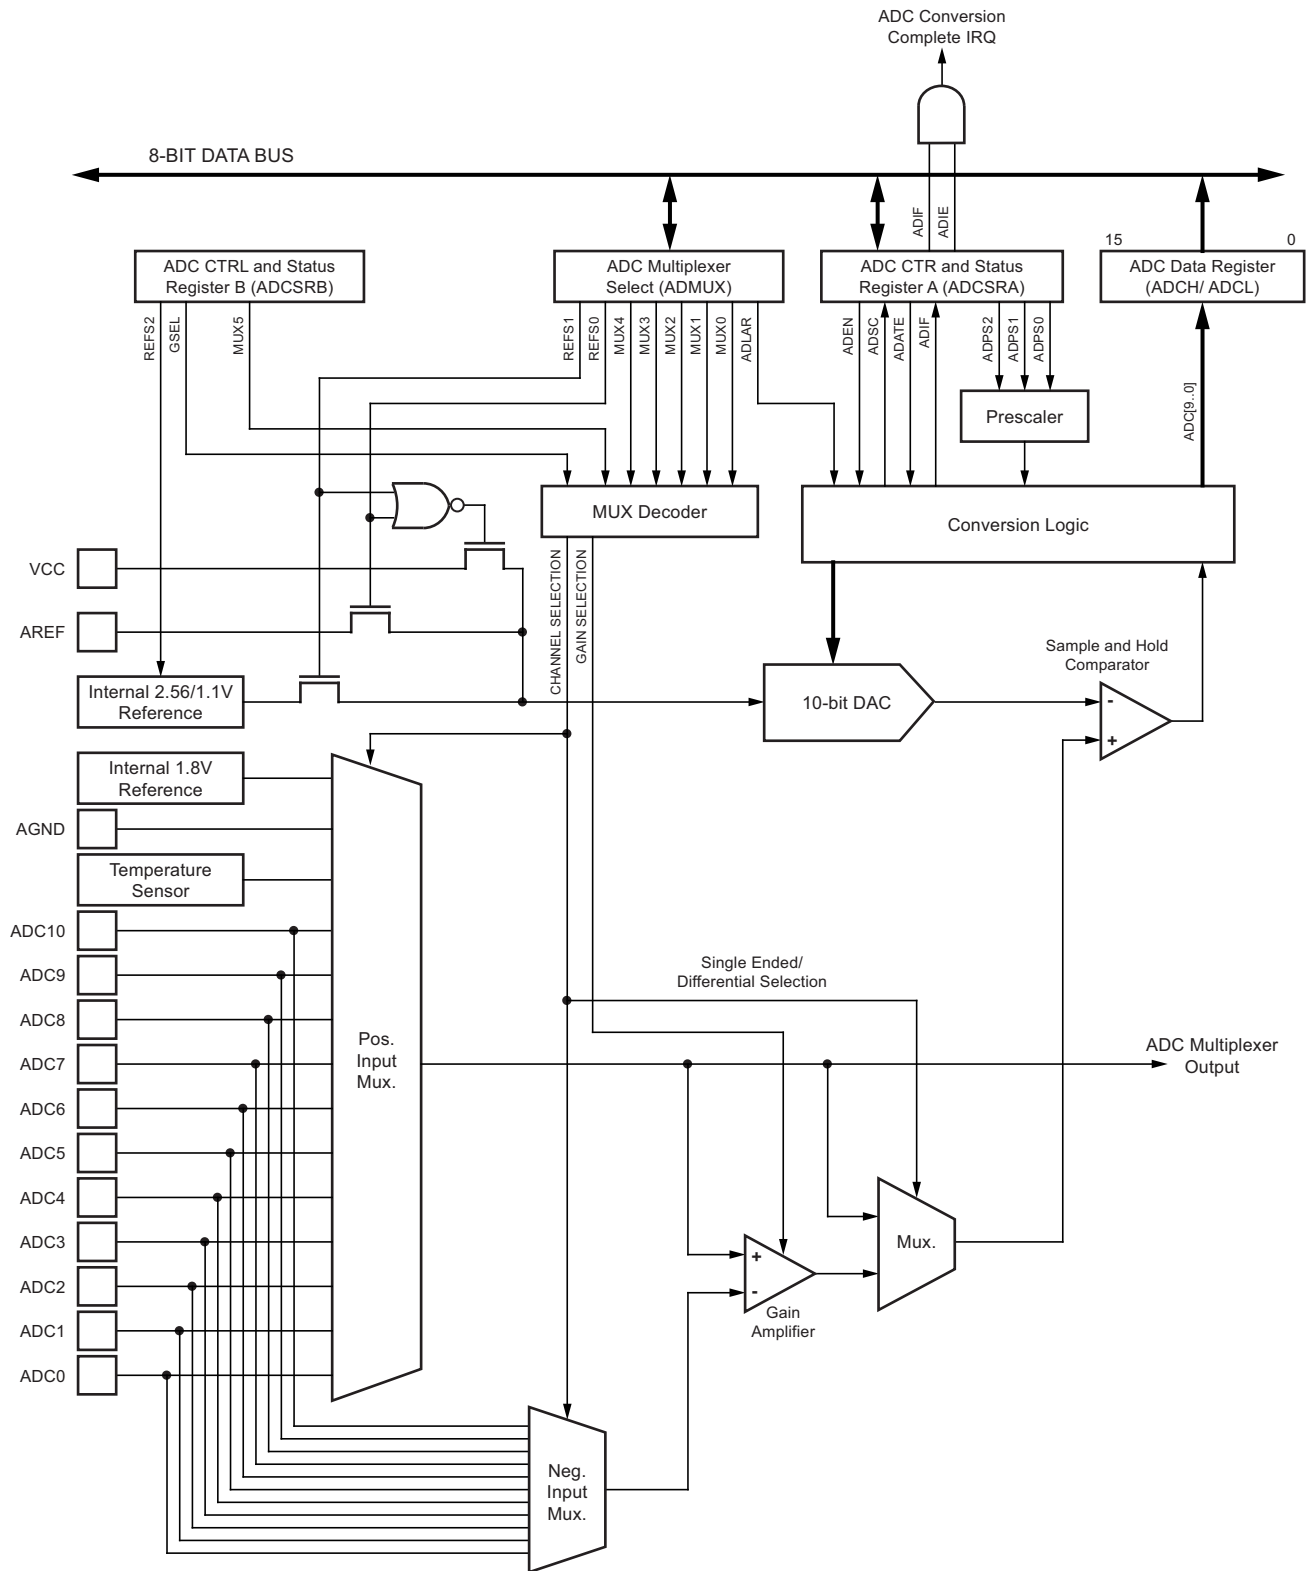 ADC Conversion
Complete IRQ
8-BIT DATA BUS
ADIF
ADIE
15
0
ADC CTRL and Status
Register B (ADCSRB)
ADC Multiplexer
Select (ADMUX)
ADC CTR and Status
Register A (ADCSRA)
ADC Data Register
(ADCH/ ADCL)
REFS2
GSEL
MUX5
REFS1
REFS0
MUX4
MUX3
MUX2
MUX1
MUX0
ADLAR
ADEN
ADSC
ADATE
ADIF
ADPS2
ADPS1
ADPS0
ADC[9..0]
Prescaler
MUX Decoder
Conversion Logic
VCC
AREF
CHANNEL SELECTION
GAIN SELECTION
Internal 2.56/1.1V
Reference
10-bit DAC
Sample and Hold
Comparator
-
+
Internal 1.8V
Reference
AGND
Temperature
Sensor
ADC10
ADC9
ADC8
ADC7
ADC6
ADC5
ADC4
ADC3
ADC2
ADC1
ADC0
Pos.
Input
Mux.
Single Ended/
Differential Selection
ADC Multiplexer
Output
Mux.
+
-
Gain
Amplifier
Neg.
Input
Mux.